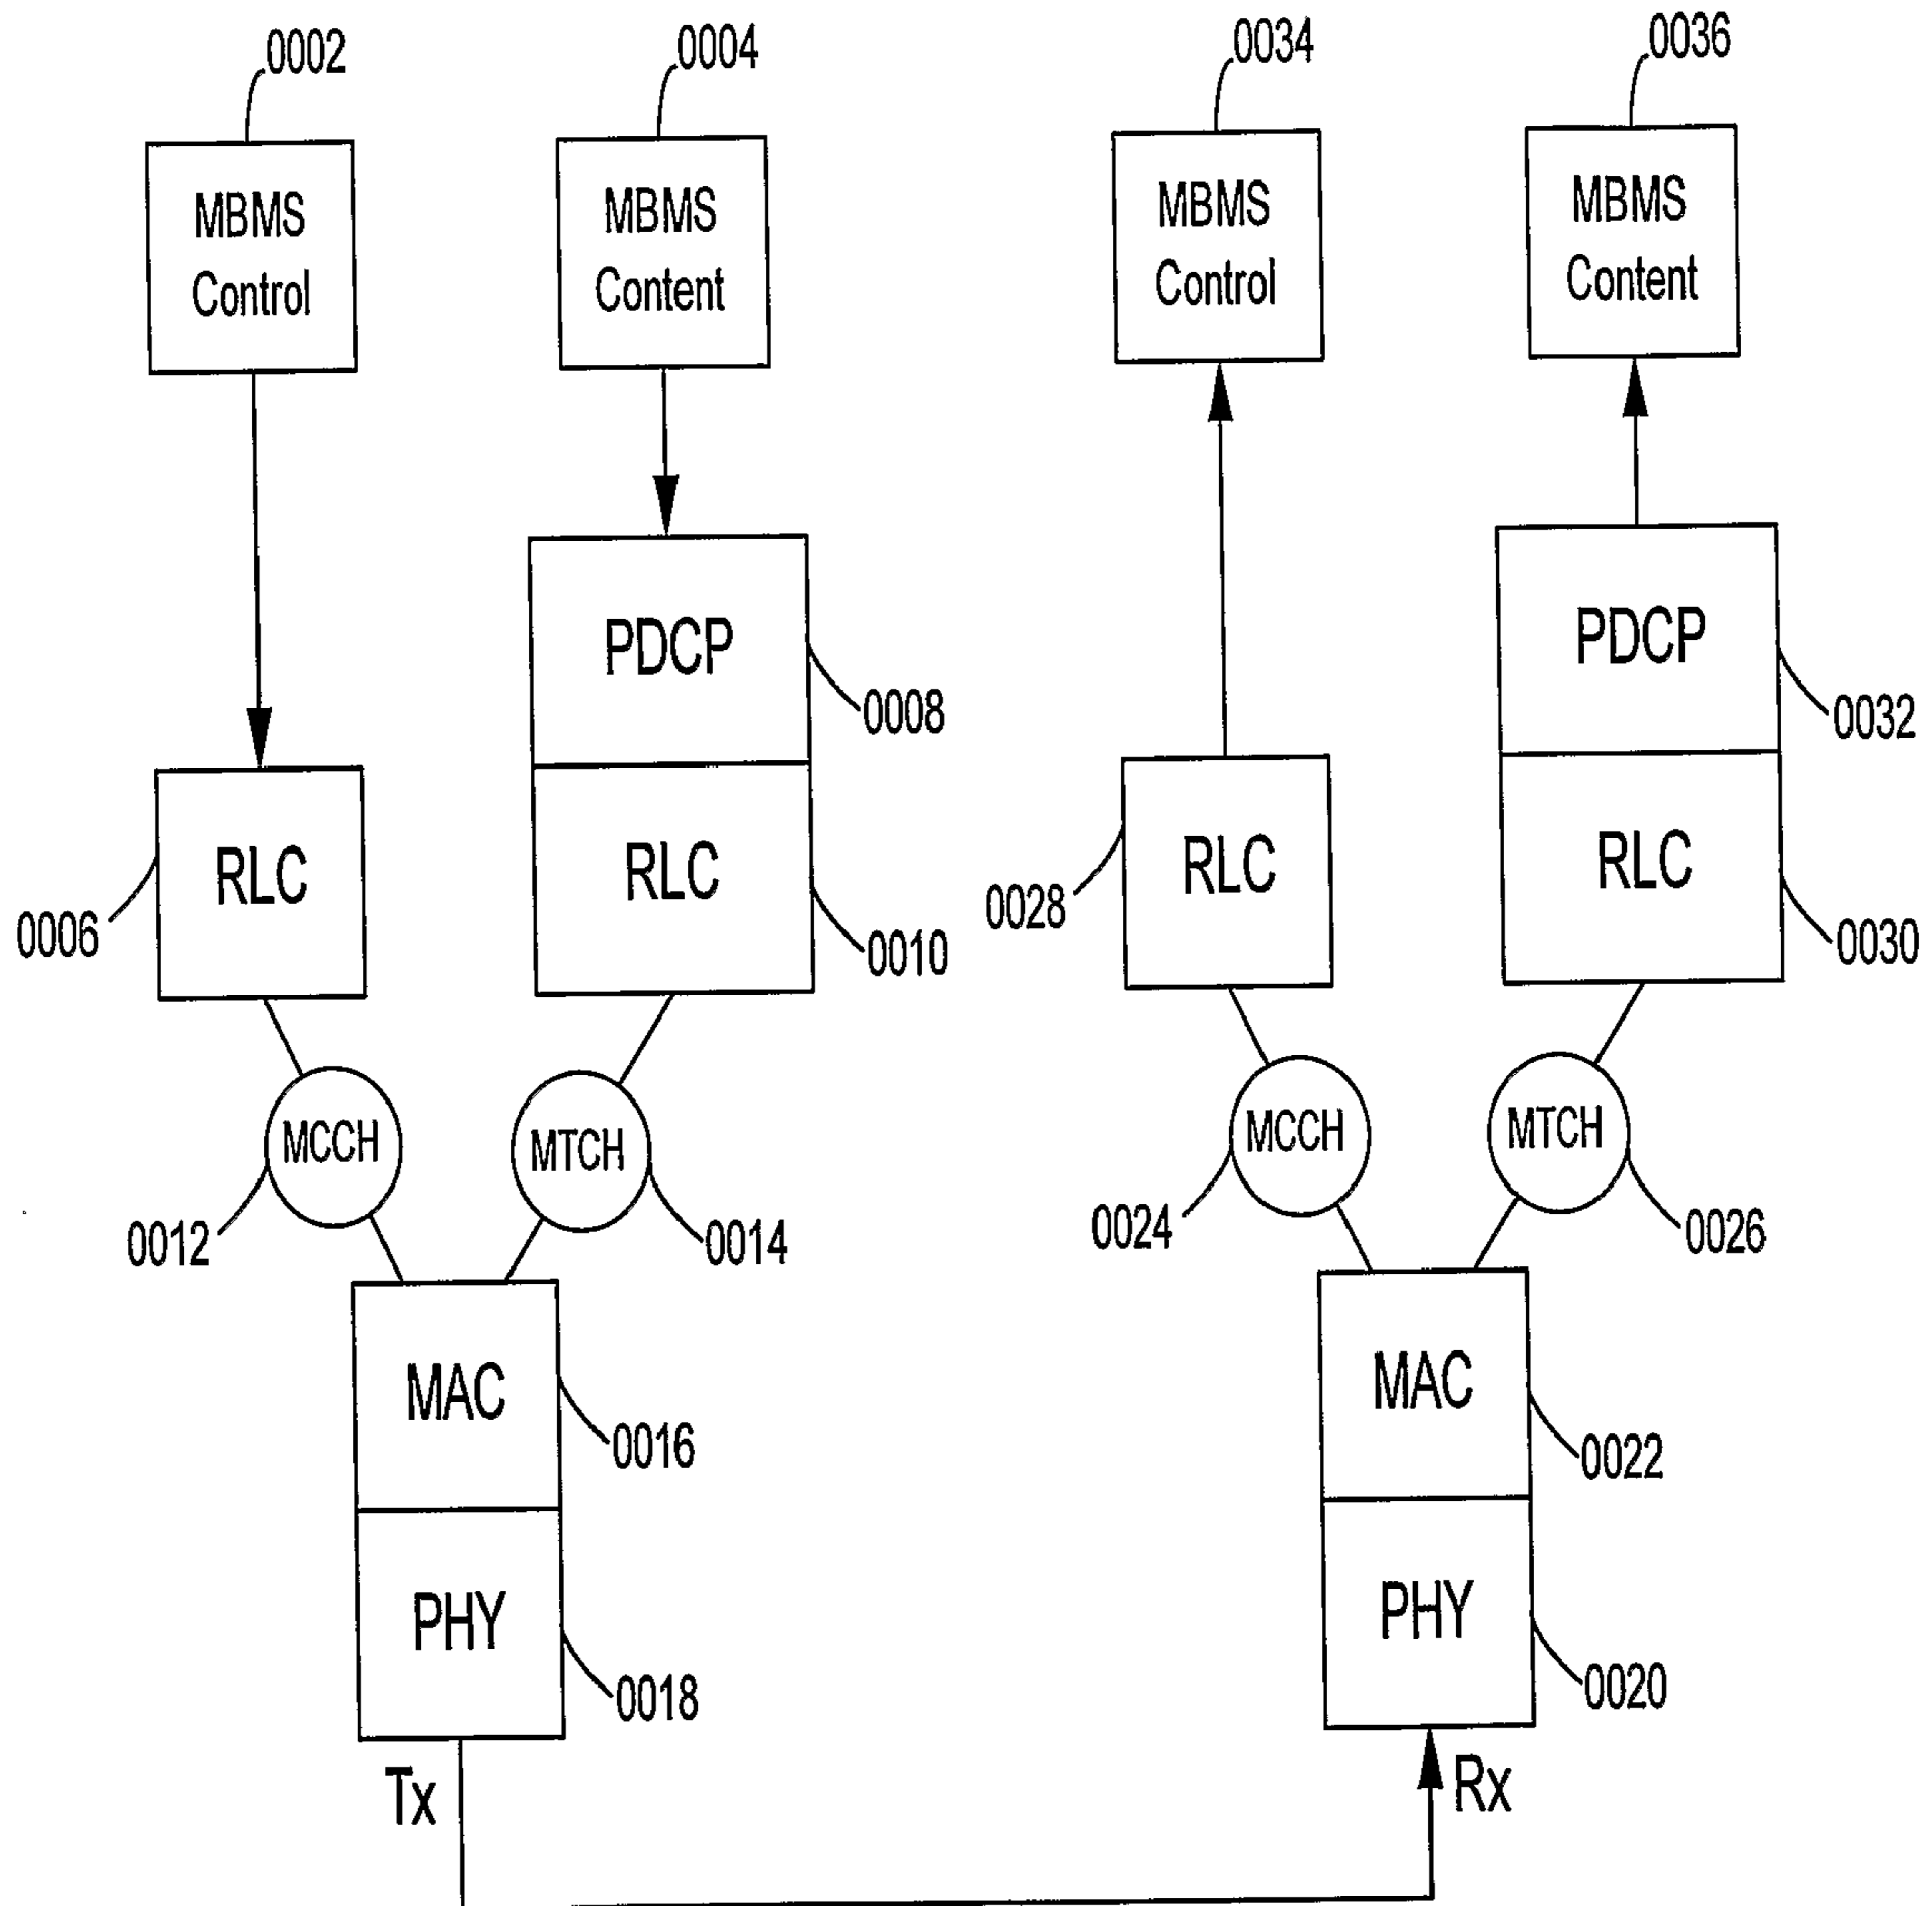 0002
0004
0034
0036
MBMS
Control
MBMS
Content
MBMS
Control
MBMS
Content
PDCP
0008
PDCP
0032
RLC
0006
RLC
0010
RLC
0028
RLC
0030
MCCH
0012
MTCH
0014
MCCH
0024
MTCH
0026
MAC
0016
MAC
0022
PHY
0018
PHY
0020
Tx
Rx